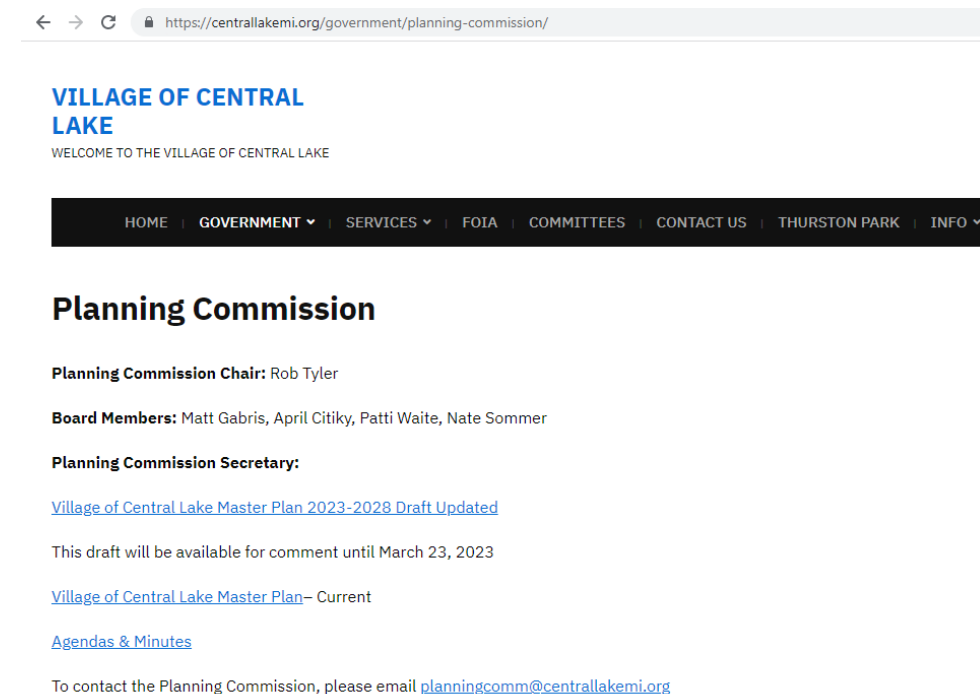 https://centrallakemi.org/government/planning-commission/
VILLAGE OF CENTRAL
LAKE
WELCOME TO THE VILLAGE OF CENTRAL LAKE
HOME GOVERNMENT SERVICES FOIA COMMITTEES CONTACT US THURSTON PARK INFO
Planning Commission
Planning Commission Chair: Rob Tyler
Board Members: Matt Gabris, April Citiky, Patti Waite, Nate Sommer
Planning Commission Secretary:
Village of Central Lake Master Plan 2023-2028 Draft Updated
This draft will be available for comment until March 23, 2023
Village of Central Lake Master Plan– Current
Agendas & Minutes
To contact the Planning Commission, please email planningcomm@centrallakemi.org